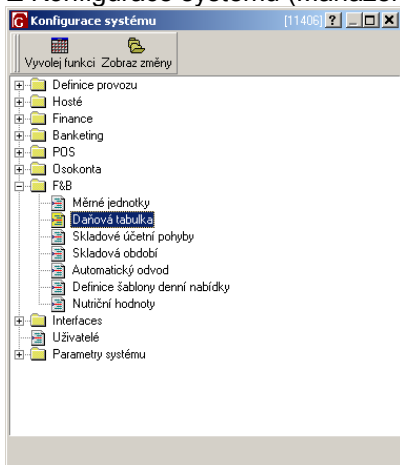 Konfigurace systému [11406]
Vyvolej funkci Zobraz změny
Definice provozu
Hosté
Finance
Banketing
POS
Osokonta
F&B
Měrné jednotky
Daňová tabulka
Skladové účetní pohyby
Skladová období
Automatický odvod
Definice šablony denní nabídky
Nutriční hodnoty
Interfaces
Uživatelé
Parametry systému